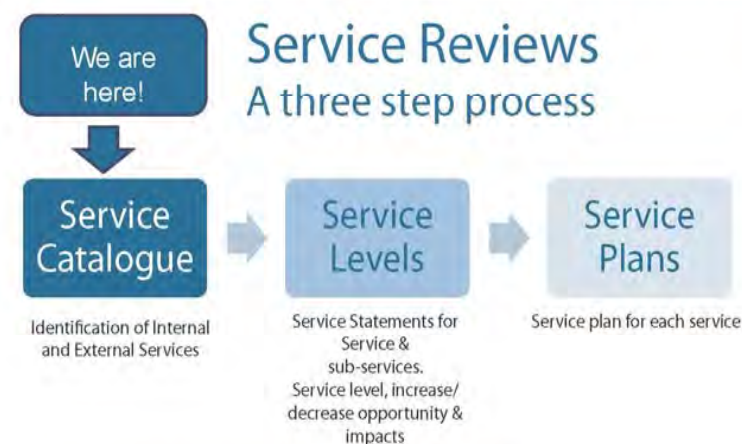 We are
here!
Service Reviews
A three step process
Service
Catalogue
Service
Levels
Service
Plans
Identification of Internal
and External Services
Service Statements for
Service &
sub-services.
Service level, increase/
decrease opportunity &
impacts
Service plan for each service